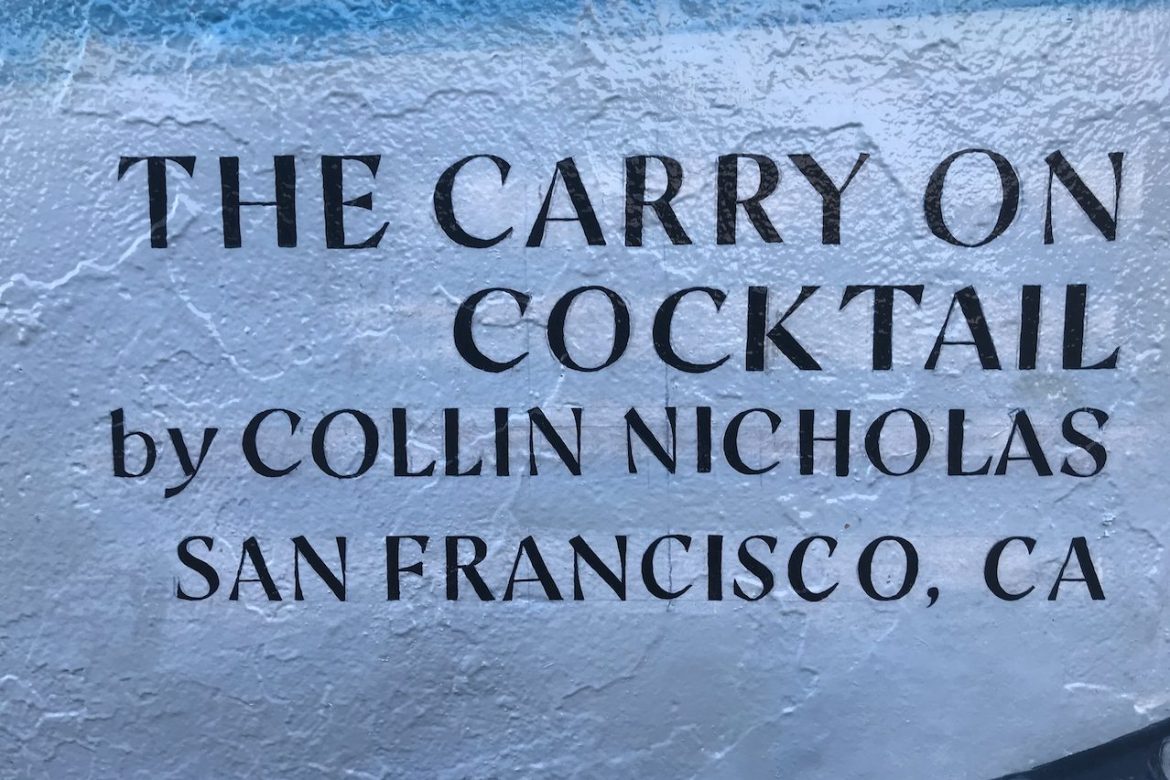 THE CARRY ON
COCKTAIL
by COLLIN NICHOLAS
SAN FRANCISCO, CA